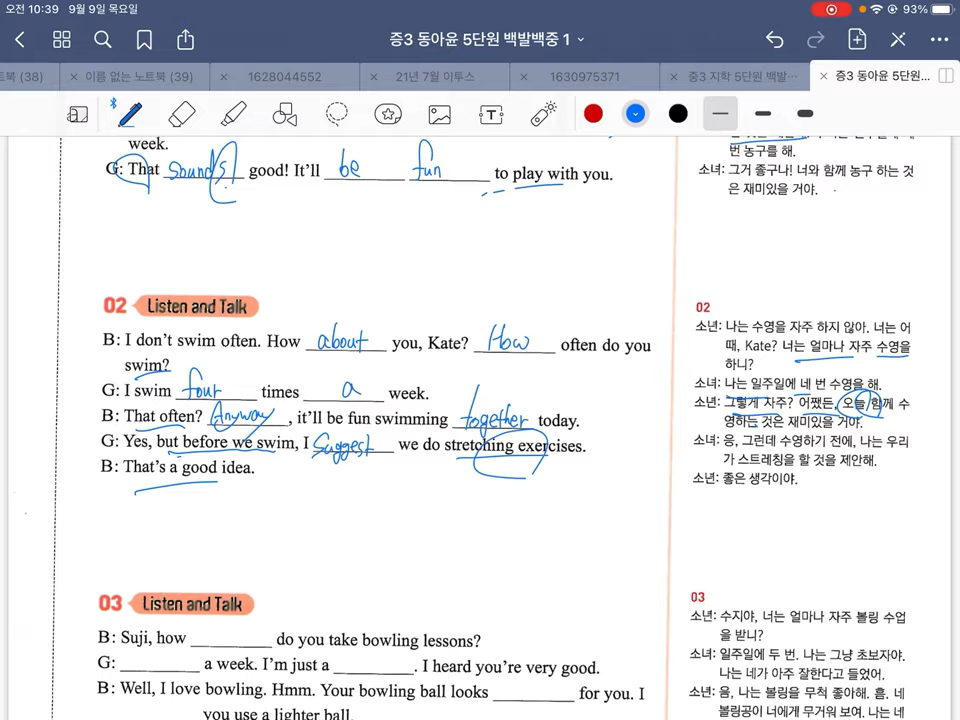 오전 10:39 9월 9일 목요일
93%
증3 동아윤 5단원 백발백중 1
트북 (38)
이름 없는 노트북 (39)
1628044552
21년 7월 이투스
1630975371
중3 지학 5단원 백발…
증3 동아윤 5단원…
week.
G: That sounds good! It'll be fun to play with you.
번 농구를 해.
소녀: 그거 좋구나! 너와 함께 농구 하는 것
은 재미있을 거야.
02 Listen and Talk
B: I don't swim often. How about you, Kate? How often do you
swim?
G: I swim four times a week.
B: That often? Anyway, it'll be fun swimming together today.
G: Yes, but before we swim, I suggest we do stretching exercises.
B: That's a good idea.
02
소년: 나는 수영을 자주 하지 않아. 너는 어
때, Kate? 너는 얼마나 자주 수영을
하니?
소녀: 나는 일주일에 네 번 수영을 해.
소년: 그렇게 자주? 어쨌든, 오늘 함께 수
영하는 것은 재미있을 거야.
소녀: 응, 그런데 수영하기 전에, 나는 우리
가 스트레칭을 할 것을 제안해.
소년: 좋은 생각이야.
03 Listen and Talk
B: Suji, how ________ do you take bowling lessons?
G: ________ a week. I'm just a ________. I heard you're very good.
B: Well, I love bowling. Hmm. Your bowling ball looks ________ for you. I
you use a lighter ball.
03
소년: 수지야, 너는 얼마나 자주 볼링 수업
을 받니?
소녀: 일주일에 두 번. 나는 그냥 초보자야.
나는 네가 아주 잘한다고 들었어.
소년: 음, 나는 볼링을 무척 좋아해. 흠. 네
볼링공이 너에게 무거워 보여. 나는 네